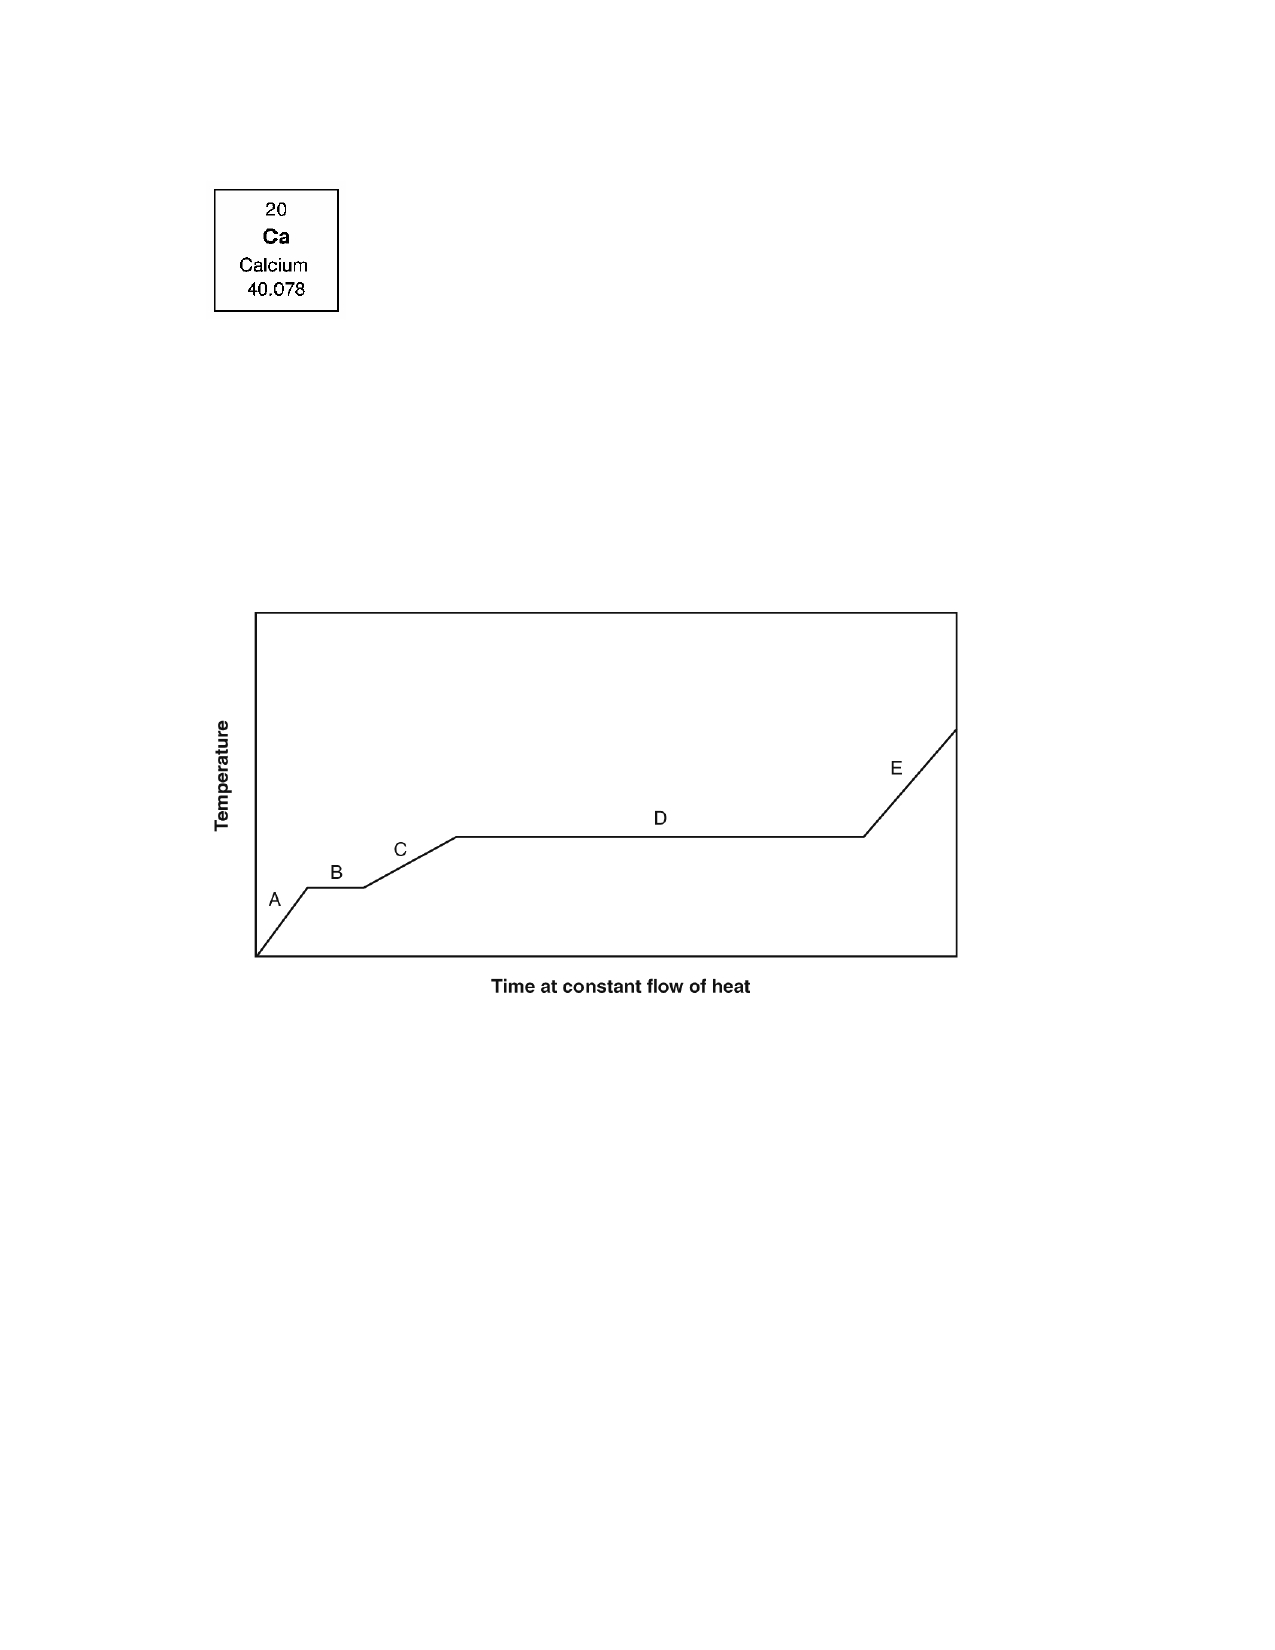 20
Ca
Calcium
40.078
Temperature
A
B
C
D
E
Time at constant flow of heat